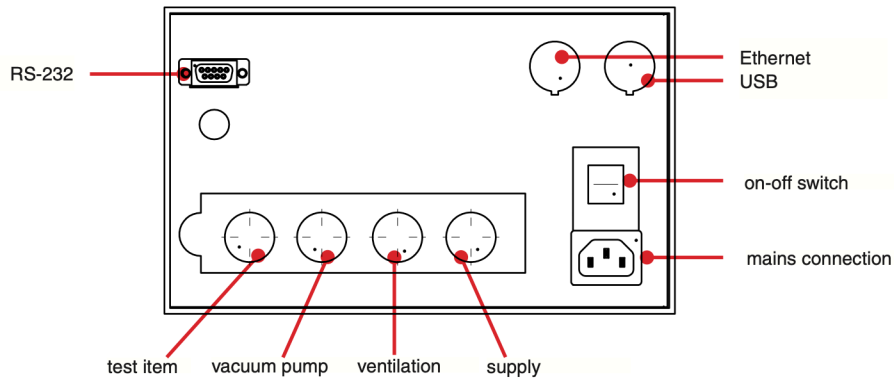 Ethernet
RS-232
USB
on-off switch
mains connection
test item
vacuum pump
ventilation
supply